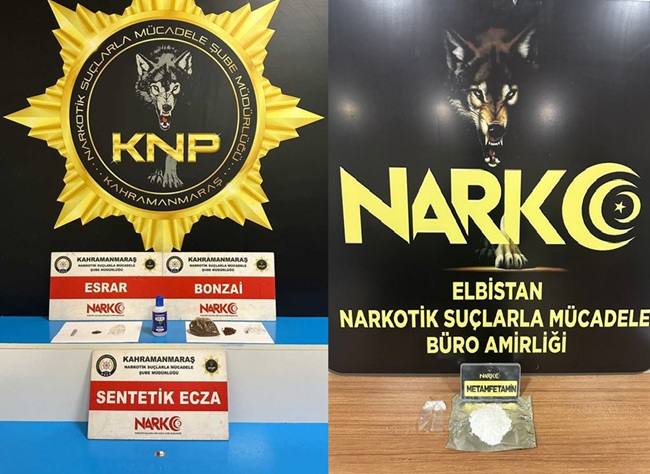 NARKOTİK SUÇLARLA MÜCADELE ŞUBE MÜDÜRLÜĞÜ
KNP
KAHRAMANMARAŞ
KAHRAMANMARAŞ
NARKOTİK SUÇLARLA MÜCADELE
ŞUBE MÜDÜRLÜĞÜ
ESRAR
NARKO
KAHRAMANMARAŞ
NARKOTİK SUÇLARLA MÜCADELE
ŞUBE MÜDÜRLÜĞÜ
BONZAİ
NARKO
KAHRAMANMARAŞ
NARKOTİK SUÇLARLA MÜCADELE
ŞUBE MÜDÜRLÜĞÜ
SENTETİK ECZA
NARKO
NARKO
ELBİSTAN
NARKOTİK SUÇLARLA MÜCADELE
BÜRO AMİRLİĞİ
NARKO
METAMFETAMİN